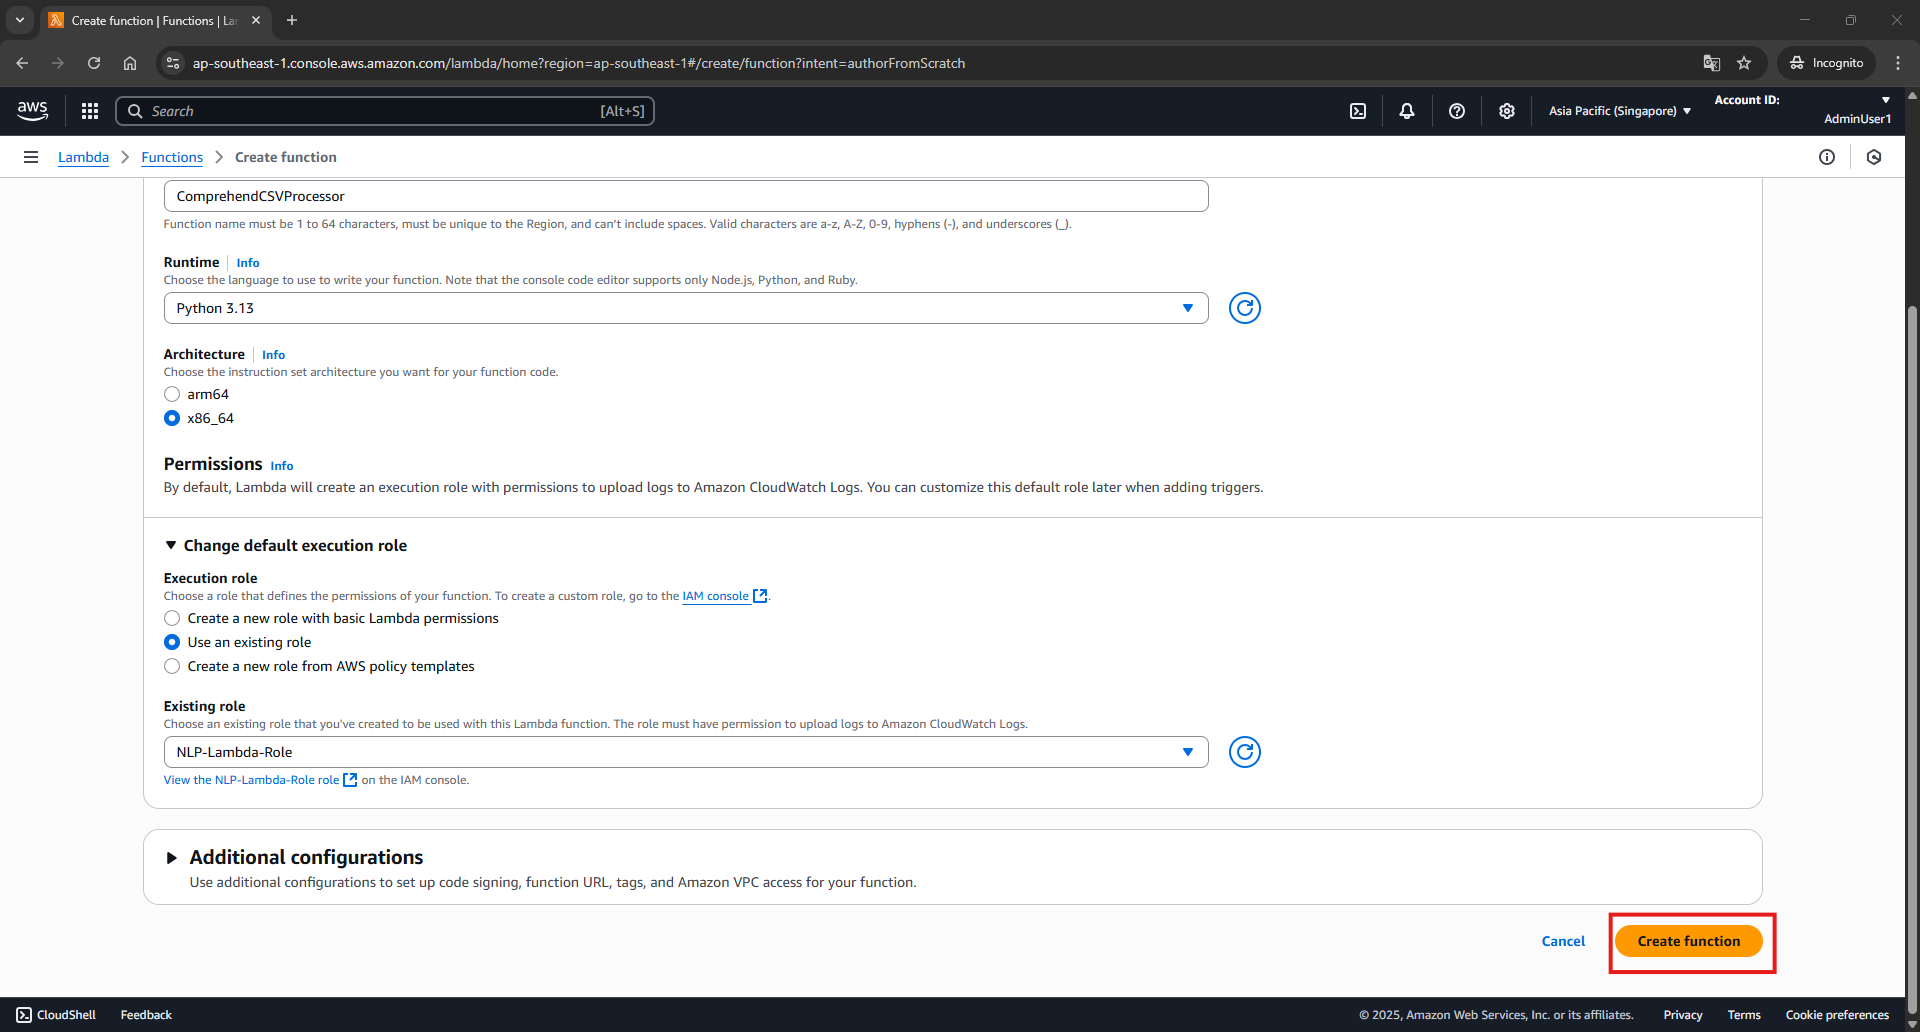 Create function | Functions | La
ap-southeast-1.console.aws.amazon.com/lambda/home?region=ap-southeast-1#/create/function?intent=authorFromScratch
Incognito
aws
Search
[Alt+S]
Asia Pacific (Singapore)
Account ID:
AdminUser1
Lambda
Functions
Create function
ComprehendCSVProcessor
Function name must be 1 to 64 characters, must be unique to the Region, and can't include spaces. Valid characters are a-z, A-Z, 0-9, hyphens (-), and underscores (_).
Runtime Info
Choose the language to use to write your function. Note that the console code editor supports only Node.js, Python, and Ruby.
Python 3.13
Architecture Info
Choose the instruction set architecture you want for your function code.
arm64
x86_64
Permissions Info
By default, Lambda will create an execution role with permissions to upload logs to Amazon CloudWatch Logs. You can customize this default role later when adding triggers.
Change default execution role
Execution role
Choose a role that defines the permissions of your function. To create a custom role, go to the IAM console.
Create a new role with basic Lambda permissions
Use an existing role
Create a new role from AWS policy templates
Existing role
Choose an existing role that you've created to be used with this Lambda function. The role must have permission to upload logs to Amazon CloudWatch Logs.
NLP-Lambda-Role
View the NLP-Lambda-Role role on the IAM console.
Additional configurations
Use additional configurations to set up code signing, function URL, tags, and Amazon VPC access for your function.
Cancel
Create function
CloudShell
Feedback
© 2025, Amazon Web Services, Inc. or its affiliates.
Privacy
Terms
Cookie preferences